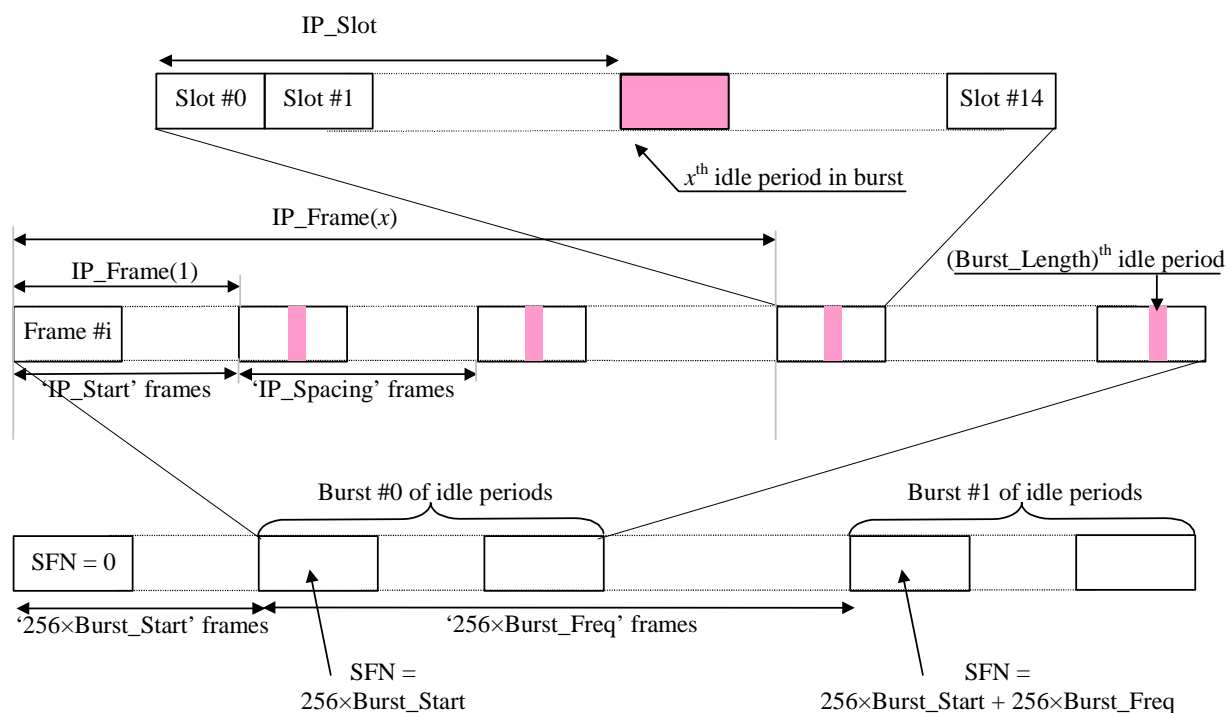 IP_Slot
Slot #0 Slot #1 Slot #14
xth idle period in burst
IP_Frame(x)
IP_Frame(1)
(Burst_Length)th idle period
Frame #i
‘IP_Start’ frames ‘IP_Spacing’ frames
Burst #0 of idle periods Burst #1 of idle periods
SFN = 0
‘256×Burst_Start’ frames ‘256×Burst_Freq’ frames
SFN =
256×Burst_Start
SFN =
256×Burst_Start + 256×Burst_Freq